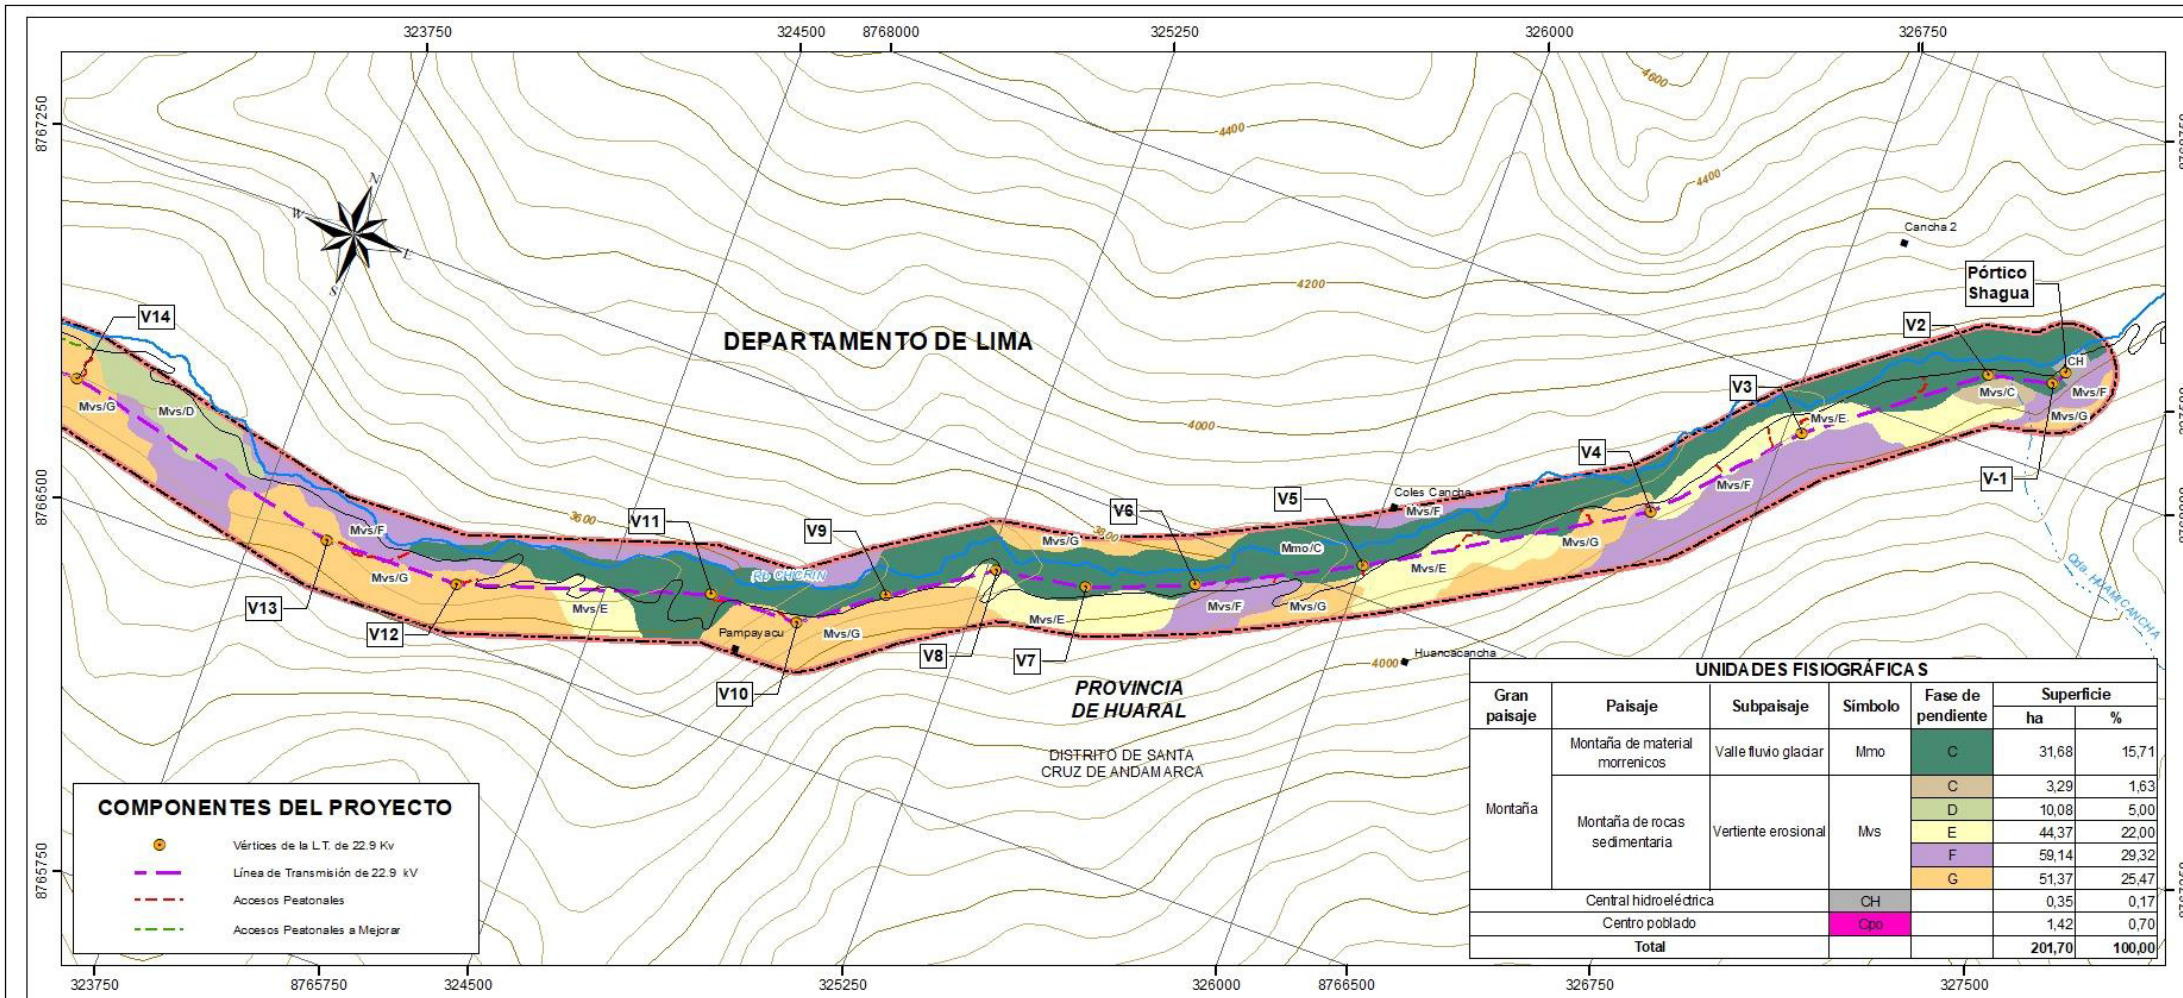 323750
324500
8768000
325250
326000
326750
8767250
8766500
8765750
4600
4400
4400
4200
4000
3800
3600
4000
N
W
E
S
Cancha 2
Pórtico
Shagua
V14
V2
DEPARTAMENTO DE LIMA
CH
V3
Mvs/C
Mvs/F
Mvs/G
Mvs/D
Mvs/E
Mvs/G
V4
V-1
Mvs/F
V5
Coles Cancha
V6
Mvs/F
V11
V9
Mvs/F
Mvs/G
Mmo/C
Mvs/G
Mvs/E
Río CHICRIN
Mvs/G
Qda. HUAMICANCHA
V13
Mvs/E
Mvs/F
Mvs/G
V12
Pampayacu
Mvs/G
Mvs/E
V8
V7
Huancacancha
V10
PROVINCIA
DE HUARAL
DISTRITO DE SANTA
CRUZ DE ANDAMARCA
UNIDADES FISIOGRÁFICAS
Gran paisaje Paisaje Subpaisaje Símbolo Fase de pendiente Superficie
ha %
Montaña Montaña de material morrenicos Valle fluvio glaciar Mmo C 31,68 15,71
Montaña de rocas sedimentaria Vertiente erosional Mvs C 3,29 1,63
D 10,08 5,00
E 44,37 22,00
F 59,14 29,32
G 51,37 25,47
Central hidroeléctrica CH 0,35 0,17
Centro poblado Cpo 1,42 0,70
Total 201,70 100,00
COMPONENTES DEL PROYECTO
Vértices de la L.T. de 22.9 Kv
Línea de Transmisión de 22.9 kV
Accesos Peatonales
Accesos Peatonales a Mejorar
323750
8765750
324500
325250
326000
8766500
326750
327500